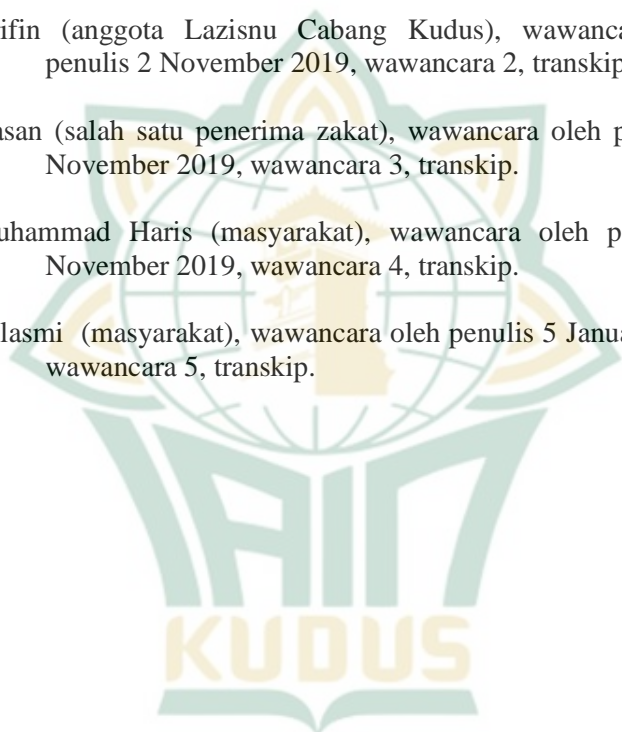 ifin (anggota Lazisnu Cabang Kudus), wawanca
penulis 2 November 2019, wawancara 2, transkip
asan (salah satu penerima zakat), wawancara oleh p
November 2019, wawancara 3, transkip.
uhammad Haris (masyarakat), wawancara oleh p
November 2019, wawancara 4, transkip.
lasmi (masyarakat), wawancara oleh penulis 5 Janua
wawancara 5, transkip.
IAIN
KUDUS